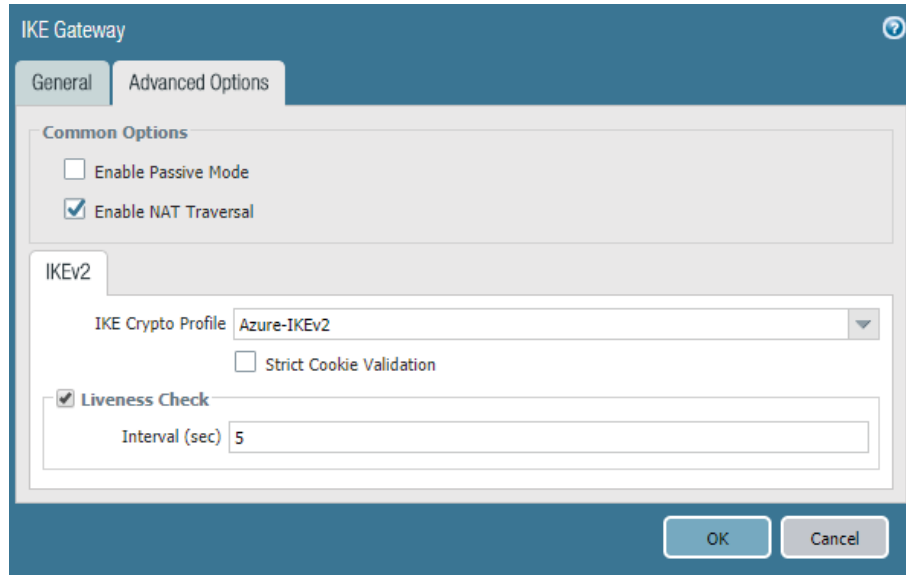 IKE Gateway
General
Advanced Options
Common Options
Enable Passive Mode
Enable NAT Traversal
IKEv2
IKE Crypto Profile Azure-IKEv2
Strict Cookie Validation
Liveness Check
Interval (sec) 5
OK
Cancel